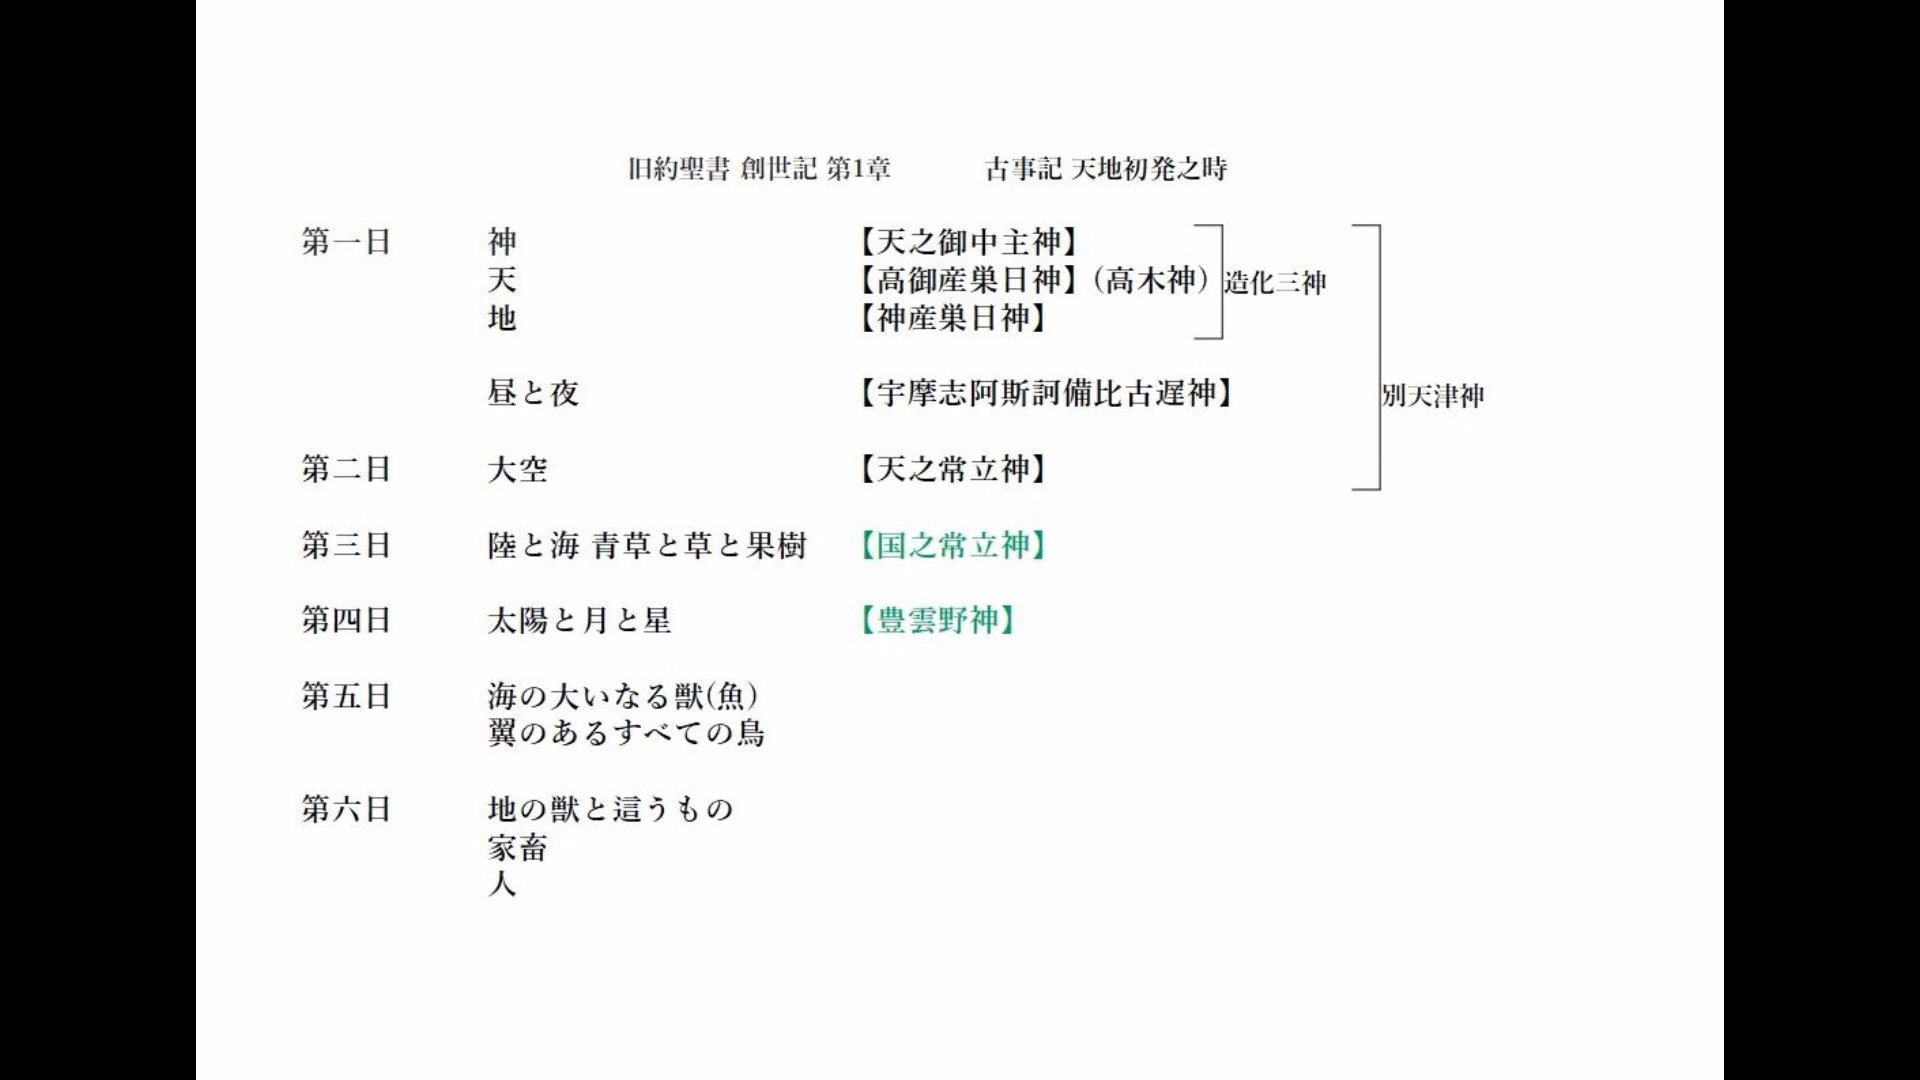 旧約聖書 創世記 第1章 古事記 天地初発之時
第一日 神 【天之御中主神】
天 【高御産巣日神】(高木神) 造化三神
地 【神産巣日神】
昼と夜 【宇摩志阿斯訶備比古遅神】 別天津神
第二日 大空 【天之常立神】
第三日 陸と海 青草と草と果樹 【国之常立神】
第四日 太陽と月と星 【豊雲野神】
第五日 海の大いなる獣(魚)
翼のあるすべての鳥
第六日 地の獣と這うもの
家畜
人